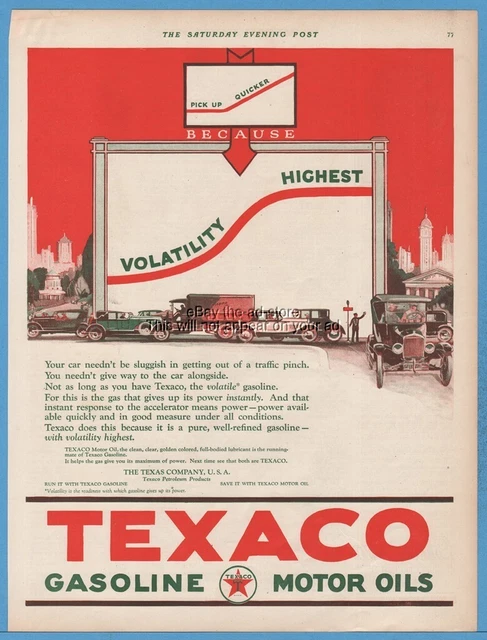 THE SATURDAY EVENING POST 77
PICK UP QUICKER
BECAUSE
VOLATILITY HIGHEST
eBay the ad-store
This will not appear on your ad
Your car needn't be sluggish in getting out of a traffic pinch.
You needn't give way to the car alongside.
Not as long as you have Texaco, the volatile* gasoline.
For this is the gas that gives up its power instantly. And that
instant response to the accelerator means power—power avail-
able quickly and in good measure under all conditions.
Texaco does this because it is a pure, well-refined gasoline—
with volatility highest.
TEXACO Motor Oil, the clean, clear, golden colored, full-bodied lubricant is the running-
mate of Texaco Gasoline.
It helps the gas give you its maximum of power. Next time see that both are TEXACO.
THE TEXAS COMPANY, U. S. A.
Texaco Petroleum Products
RUN IT WITH TEXACO GASOLINE SAVE IT WITH TEXACO MOTOR OIL
*Volatility is the readiness with which gasoline gives up its power.
TEXACO
GASOLINE TEXACO MOTOR OILS